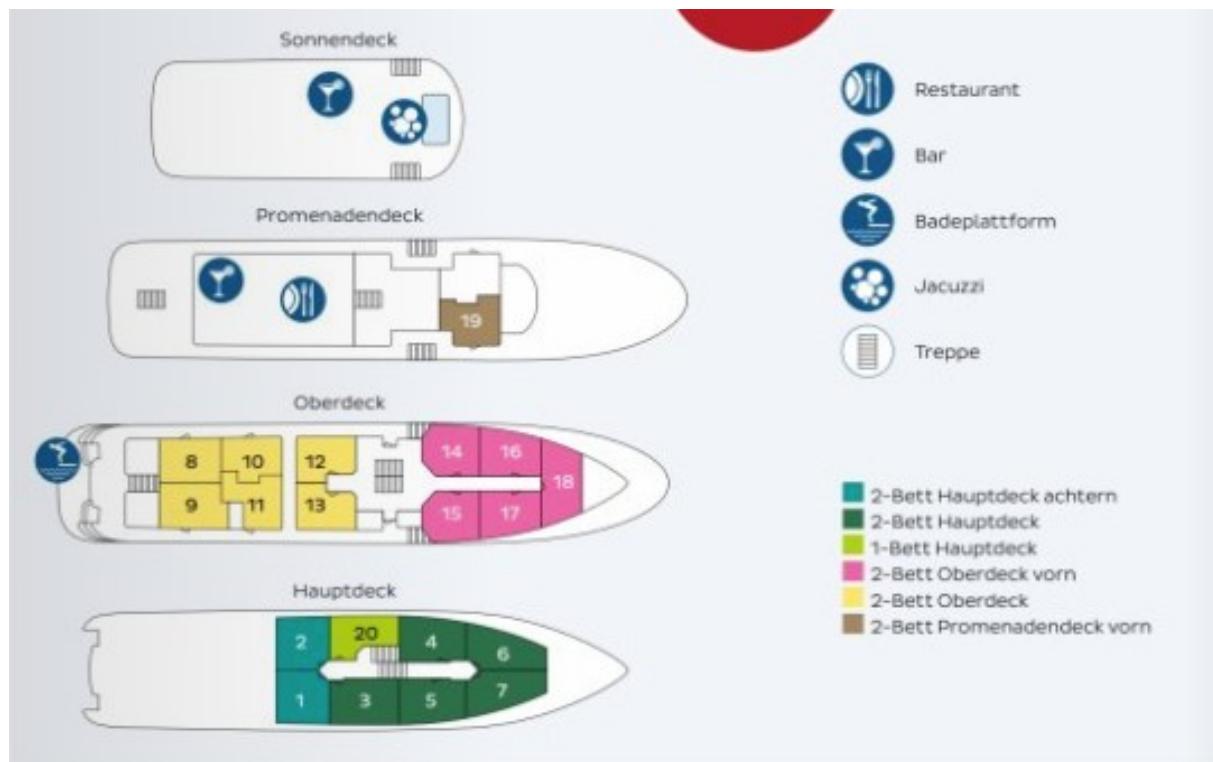 Sonnendeck
Promenadendeck
19
Oberdeck
8 10 12 14 16
18
9 11 13 15 17
Hauptdeck
2 20 4 6
1 3 5 7
Restaurant
Bar
Badeplattform
Jacuzzi
Treppe
2-Bett Hauptdeck achtern
2-Bett Hauptdeck
1-Bett Hauptdeck
2-Bett Oberdeck vorn
2-Bett Oberdeck
2-Bett Promenadendeck vorn